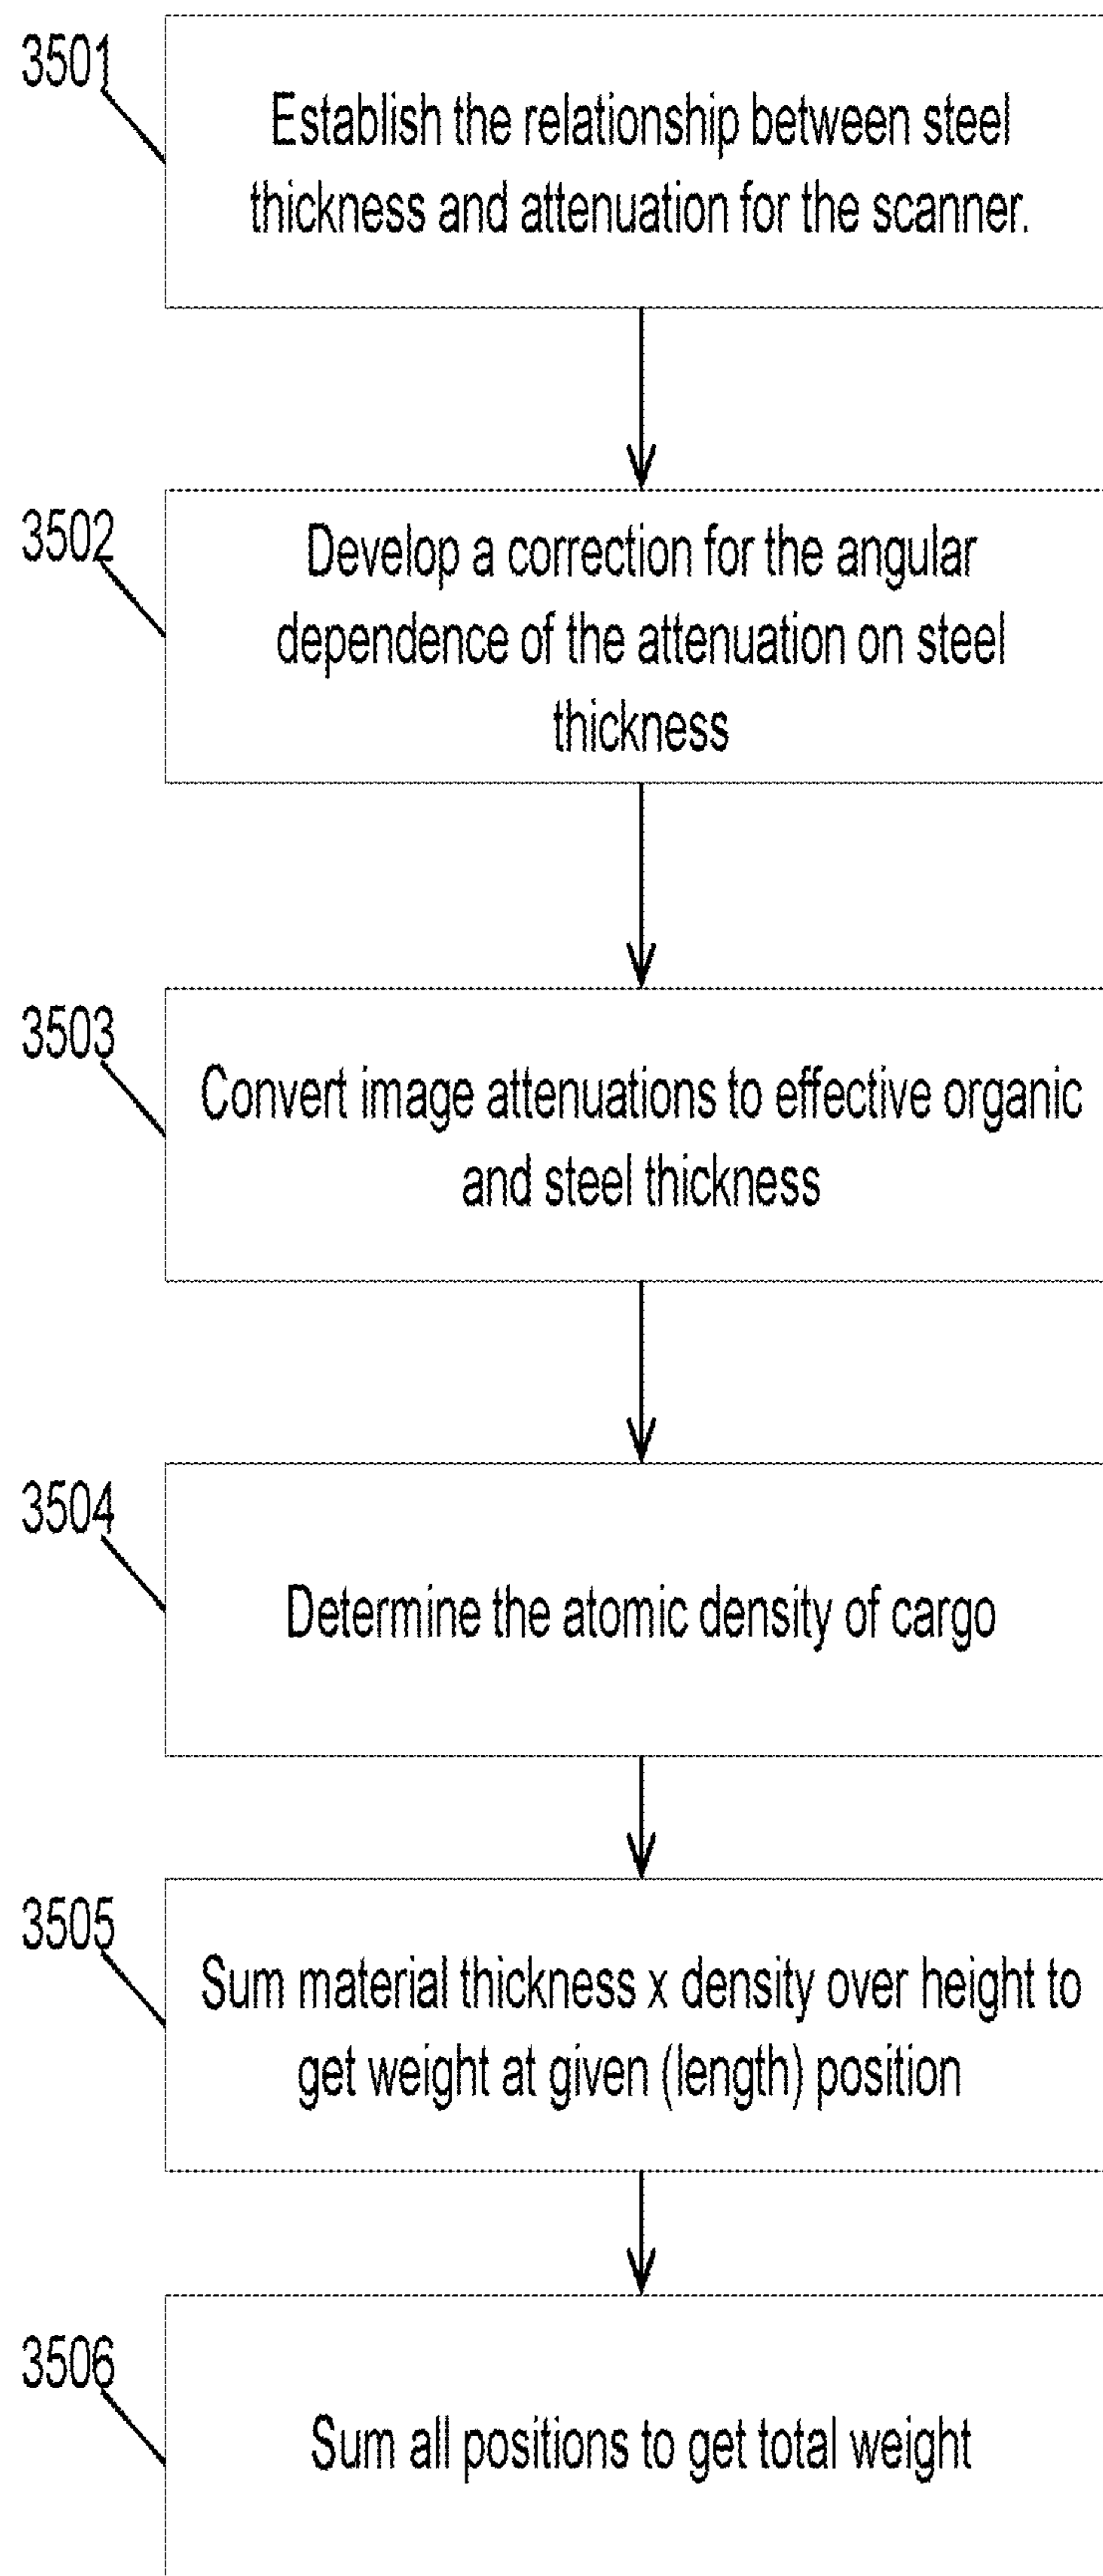 3501
Establish the relationship between steel
thickness and attenuation for the scanner.
3502
Develop a correction for the angular
dependence of the attenuation on steel
thickness
3503
Convert image attenuations to effective organic
and steel thickness
3504
Determine the atomic density of cargo
3505
Sum material thickness x density over height to
get weight at given (length) position
3506
Sum all positions to get total weight